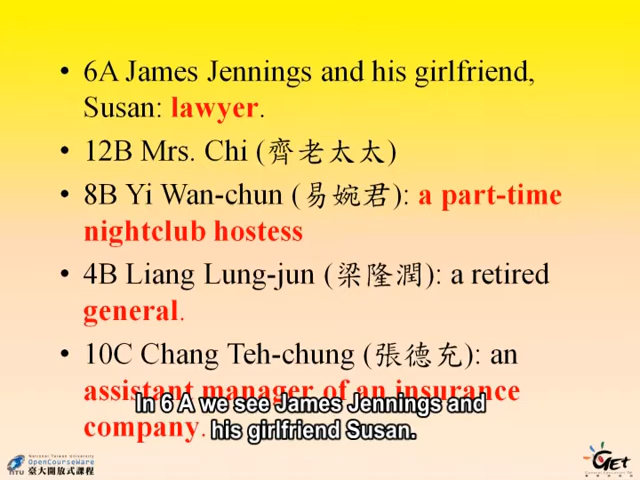 • 6A James Jennings and his girlfriend,
Susan: lawyer.
• 12B Mrs. Chi (齊老太太)
• 8B Yi Wan-chun (易婉君): a part-time
nightclub hostess
• 4B Liang Lung-jun (梁隆潤): a retired
general.
• 10C Chang Teh-chung (張德充): an
assistant manager of an insurance
company.
In 6 A we see James Jennings and
his girlfriend Susan.
National Taiwan University
OpenCourseWare
NTU 臺大開放式課程
GET